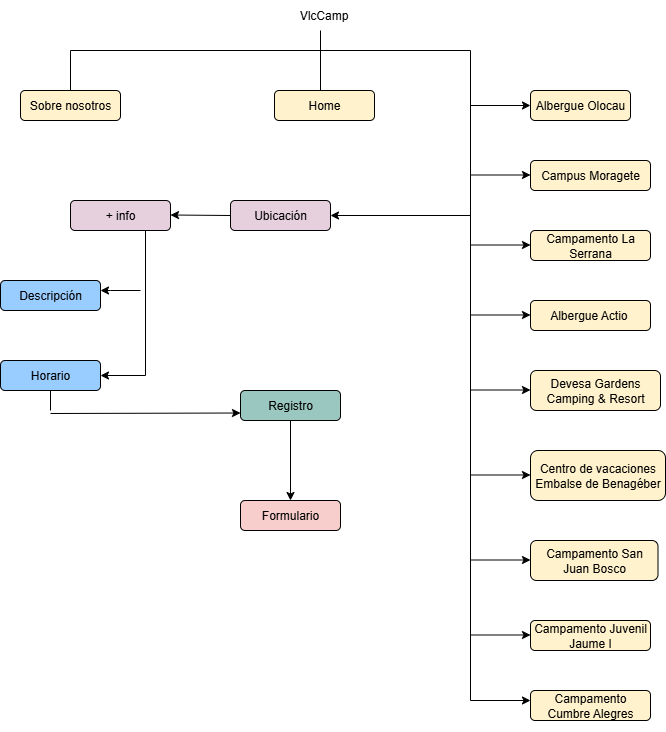 VlcCamp
Sobre nosotros
Home
Albergue Olocau
Campus Moragete
+ info
Ubicación
Campamento La
Serrana
Descripción
Albergue Actio
Horario
Devesa Gardens
Camping & Resort
Registro
Centro de vacaciones
Embalse de Benagéber
Formulario
Campamento San
Juan Bosco
Campamento Juvenil
Jaume I
Campamento
Cumbre Alegres